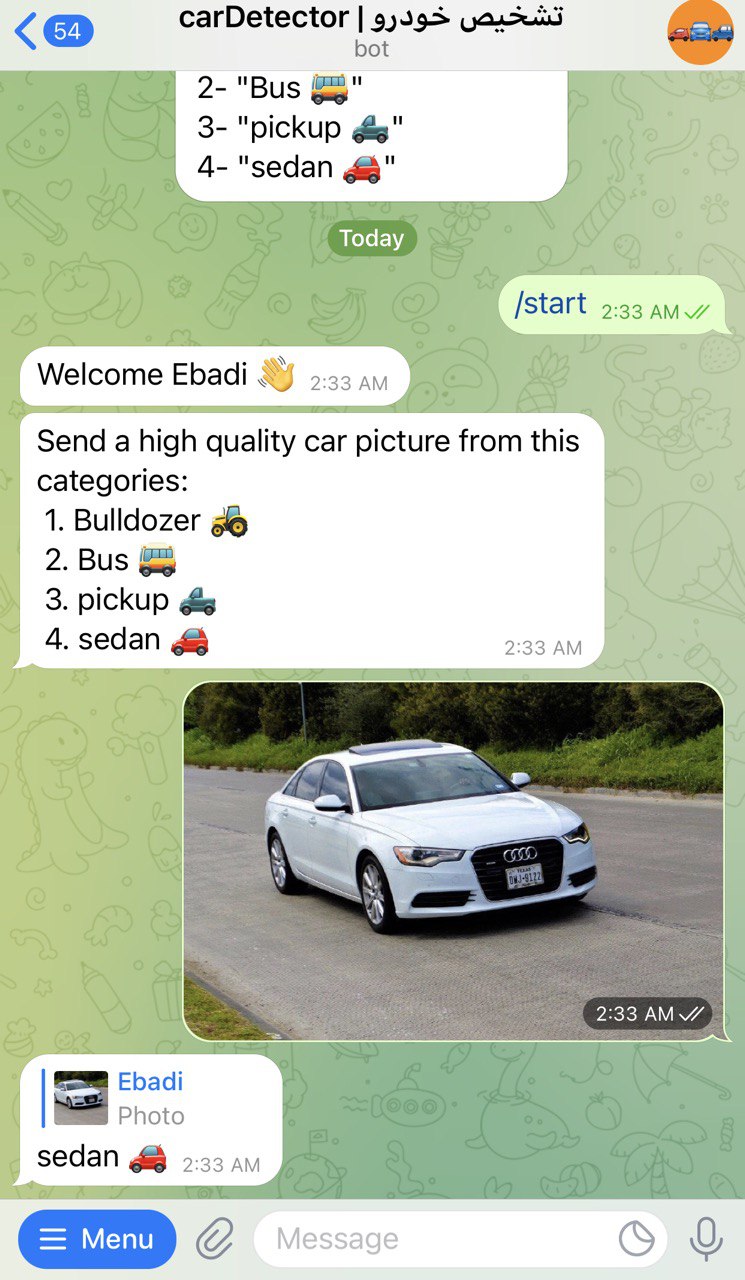 54
carDetector | تشخیص خودرو
bot
2- "Bus 🚌"
3- "pickup 🛻"
4- "sedan 🚗"
Today
/start 2:33 AM
Welcome Ebadi 👋 2:33 AM
Send a high quality car picture from this
categories:
1. Bulldozer 🚜
2. Bus 🚌
3. pickup 🛻
4. sedan 🚗
2:33 AM
TEXAS
2:33 AM
Ebadi
Photo
sedan 🚗 2:33 AM
Menu
Message